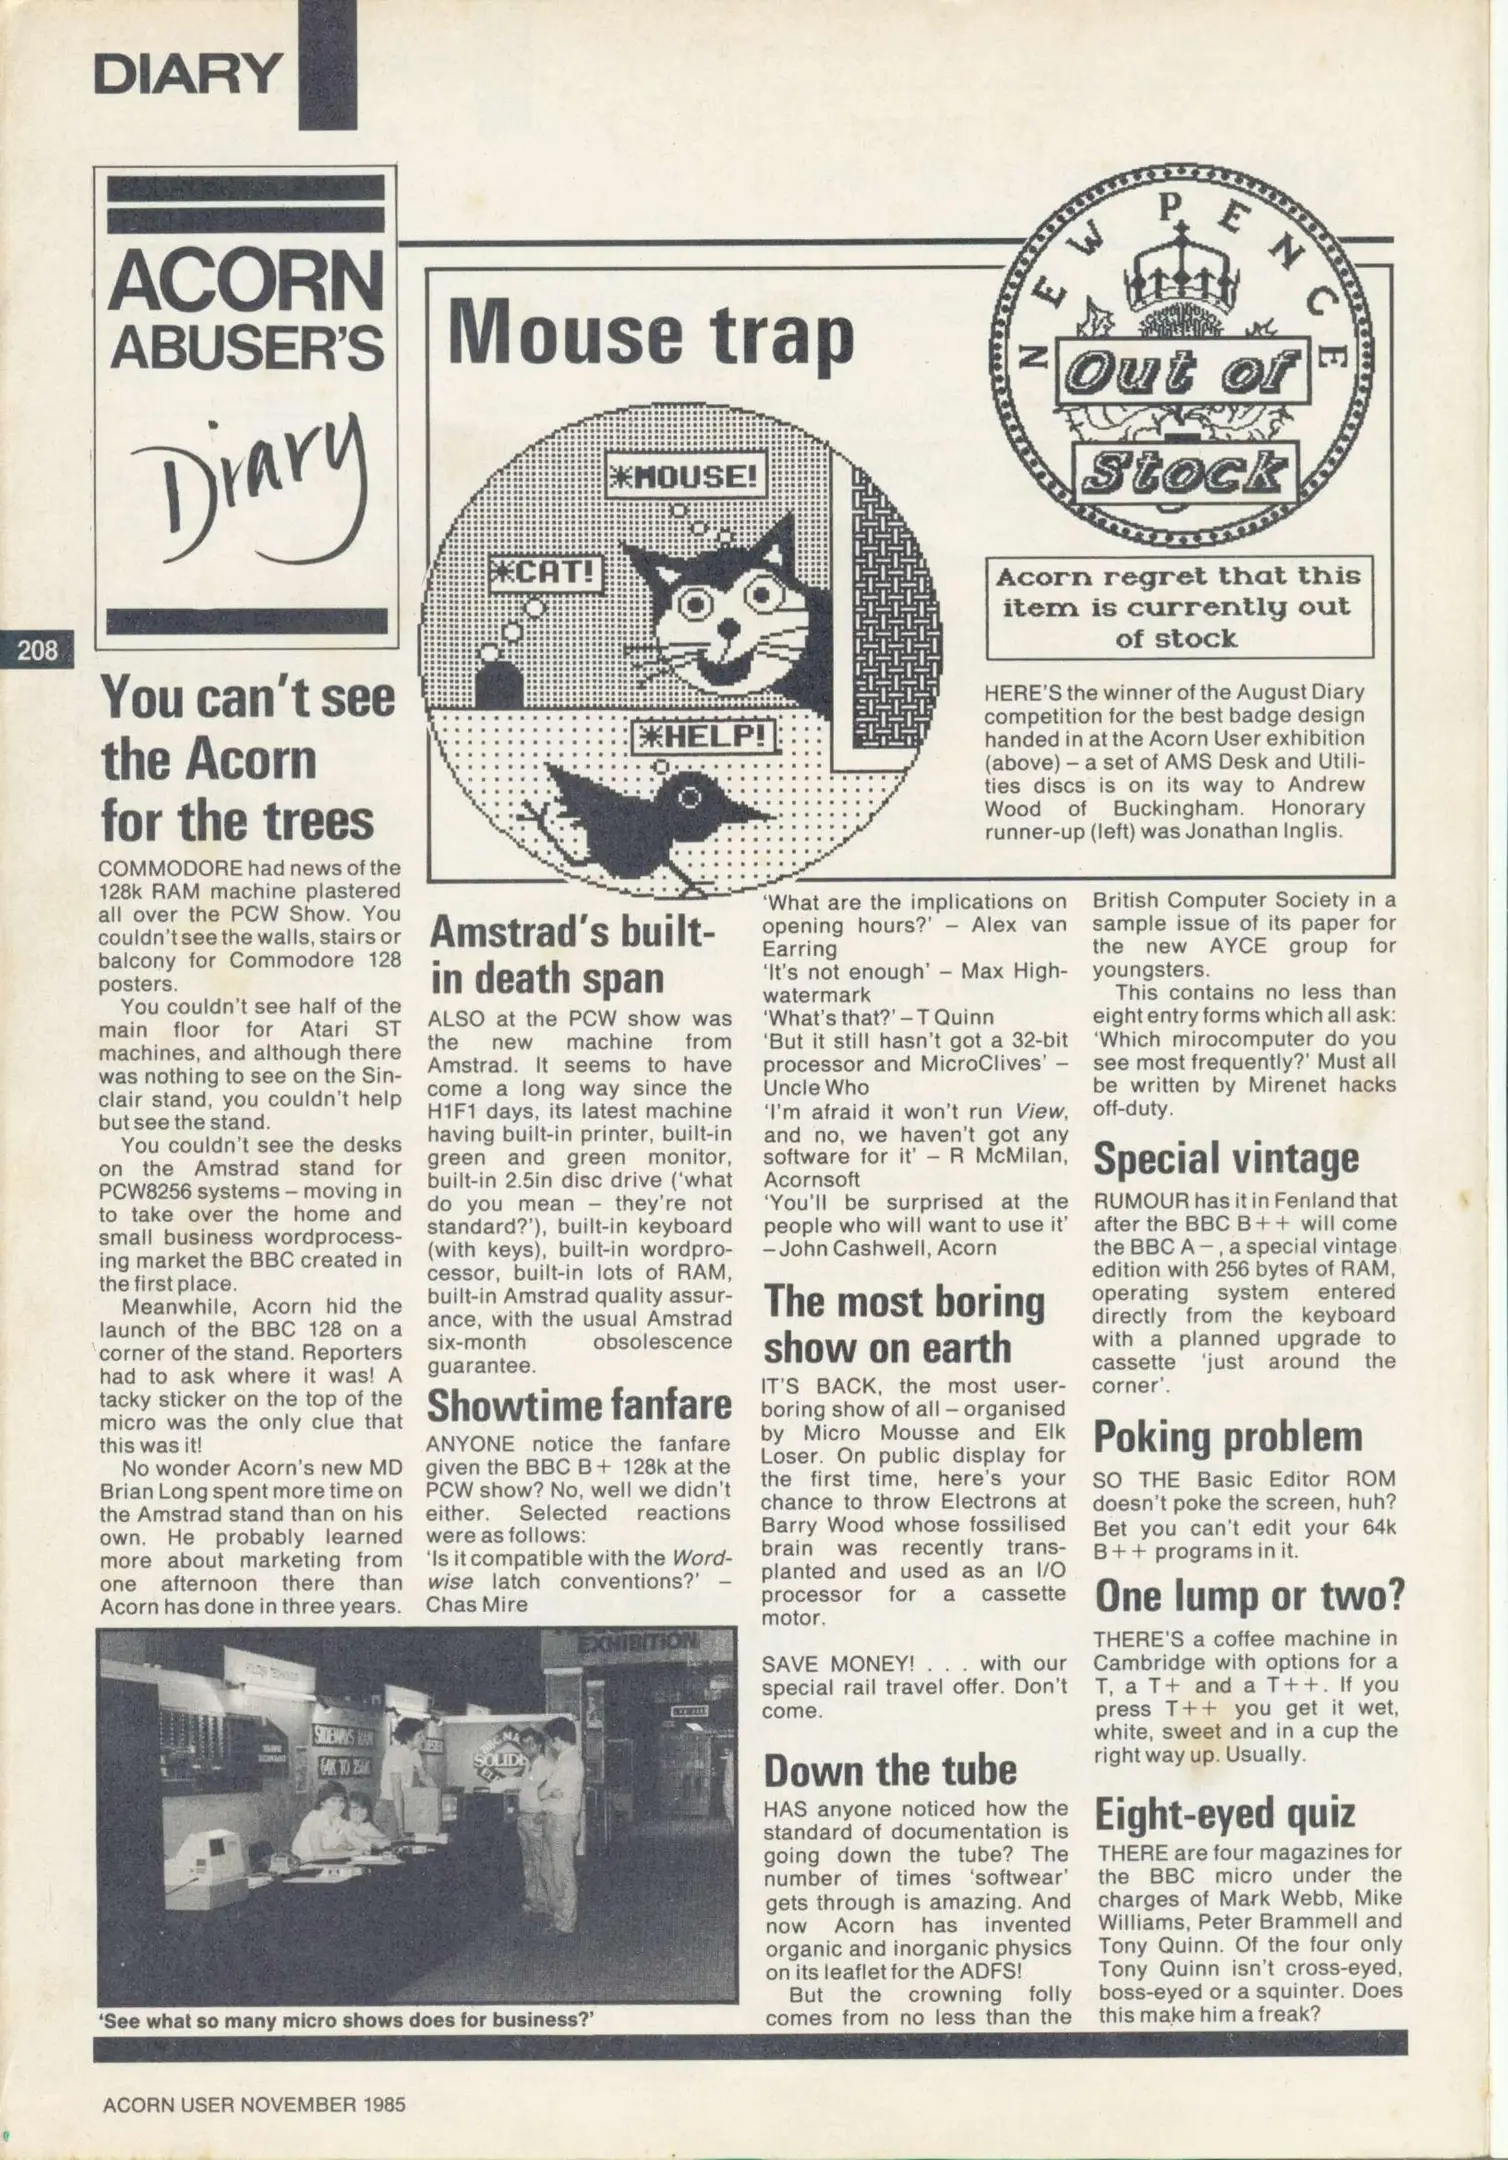 DIARY
ACORN
ABUSER'S
Diary
208
Mouse trap
*MOUSE!
*CAT!
*HELP!
NEW PENCE
Out of
Stock
Acorn regret that this
item is currently out
of stock
HERE'S the winner of the August Diary
competition for the best badge design
handed in at the Acorn User exhibition
(above) – a set of AMS Desk and Utili-
ties discs is on its way to Andrew
Wood of Buckingham. Honorary
runner-up (left) was Jonathan Inglis.
You can't see
the Acorn
for the trees
COMMODORE had news of the
128k RAM machine plastered
all over the PCW Show. You
couldn't see the walls, stairs or
balcony for Commodore 128
posters.
You couldn't see half of the
main floor for Atari ST
machines, and although there
was nothing to see on the Sin-
clair stand, you couldn't help
but see the stand.
You couldn't see the desks
on the Amstrad stand for
PCW8256 systems – moving in
to take over the home and
small business wordprocess-
ing market the BBC created in
the first place.
Meanwhile, Acorn hid the
launch of the BBC 128 on a
corner of the stand. Reporters
had to ask where it was! A
tacky sticker on the top of the
micro was the only clue that
this was it!
No wonder Acorn's new MD
Brian Long spent more time on
the Amstrad stand than on his
own. He probably learned
more about marketing from
one afternoon there than
Acorn has done in three years.
Amstrad's built-
in death span
ALSO at the PCW show was
the new machine from
Amstrad. It seems to have
come a long way since the
H1F1 days, its latest machine
having built-in printer, built-in
green and green monitor,
built-in 2.5in disc drive ('what
do you mean – they're not
standard?'), built-in keyboard
(with keys), built-in wordpro-
cessor, built-in lots of RAM,
built-in Amstrad quality assur-
ance, with the usual Amstrad
six-month obsolescence
guarantee.
Showtime fanfare
ANYONE notice the fanfare
given the BBC B+ 128k at the
PCW show? No, well we didn't
either. Selected reactions
were as follows:
'Is it compatible with the Word-
wise latch conventions?' –
Chas Mire
'What are the implications on
opening hours?' – Alex van
Earring
'It's not enough' – Max High-
watermark
'What's that?' – T Quinn
'But it still hasn't got a 32-bit
processor and MicroClives' –
Uncle Who
'I'm afraid it won't run View,
and no, we haven't got any
software for it' – R McMilan,
Acornsoft
'You'll be surprised at the
people who will want to use it'
– John Cashwell, Acorn
The most boring
show on earth
IT'S BACK, the most user-
boring show of all – organised
by Micro Mousse and Elk
Loser. On public display for
the first time, here's your
chance to throw Electrons at
Barry Wood whose fossilised
brain was recently trans-
planted and used as an I/O
processor for a cassette
motor.
SAVE MONEY! . . . with our
special rail travel offer. Don't
come.
Down the tube
HAS anyone noticed how the
standard of documentation is
going down the tube? The
number of times 'softwear'
gets through is amazing. And
now Acorn has invented
organic and inorganic physics
on its leaflet for the ADFS!
But the crowning folly
comes from no less than the
British Computer Society in a
sample issue of its paper for
the new AYCE group for
youngsters.
This contains no less than
eight entry forms which all ask:
'Which mirocomputer do you
see most frequently?' Must all
be written by Mirenet hacks
off-duty.
Special vintage
RUMOUR has it in Fenland that
after the BBC B++ will come
the BBC A–, a special vintage
edition with 256 bytes of RAM,
operating system entered
directly from the keyboard
with a planned upgrade to
cassette 'just around the
corner'.
Poking problem
SO THE Basic Editor ROM
doesn't poke the screen, huh?
Bet you can't edit your 64k
B++ programs in it.
One lump or two?
THERE'S a coffee machine in
Cambridge with options for a
T, a T+ and a T++. If you
press T++ you get it wet,
white, sweet and in a cup the
right way up. Usually.
Eight-eyed quiz
THERE are four magazines for
the BBC micro under the
charges of Mark Webb, Mike
Williams, Peter Brammell and
Tony Quinn. Of the four only
Tony Quinn isn't cross-eyed,
boss-eyed or a squinter. Does
this make him a freak?
EXHIBITION
SIDEWAYS RAM
64K TO 256K
SOLIDISK
'See what so many micro shows does for business?'
ACORN USER NOVEMBER 1985